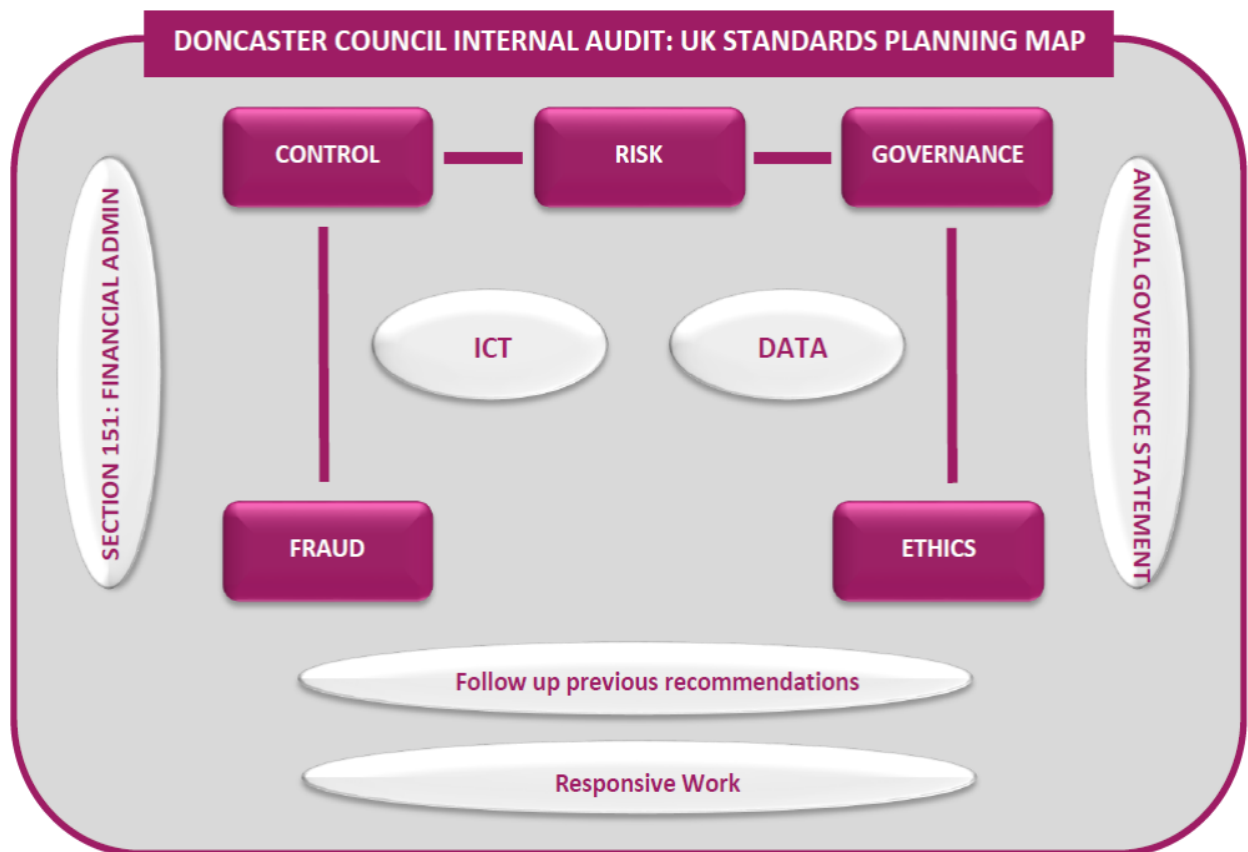 DONCASTER COUNCIL INTERNAL AUDIT: UK STANDARDS PLANNING MAP
CONTROL
RISK
GOVERNANCE
SECTION 151: FINANCIAL ADMIN
ICT
DATA
ANNUAL GOVERNANCE STATEMENT
FRAUD
ETHICS
Follow up previous recommendations
Responsive Work